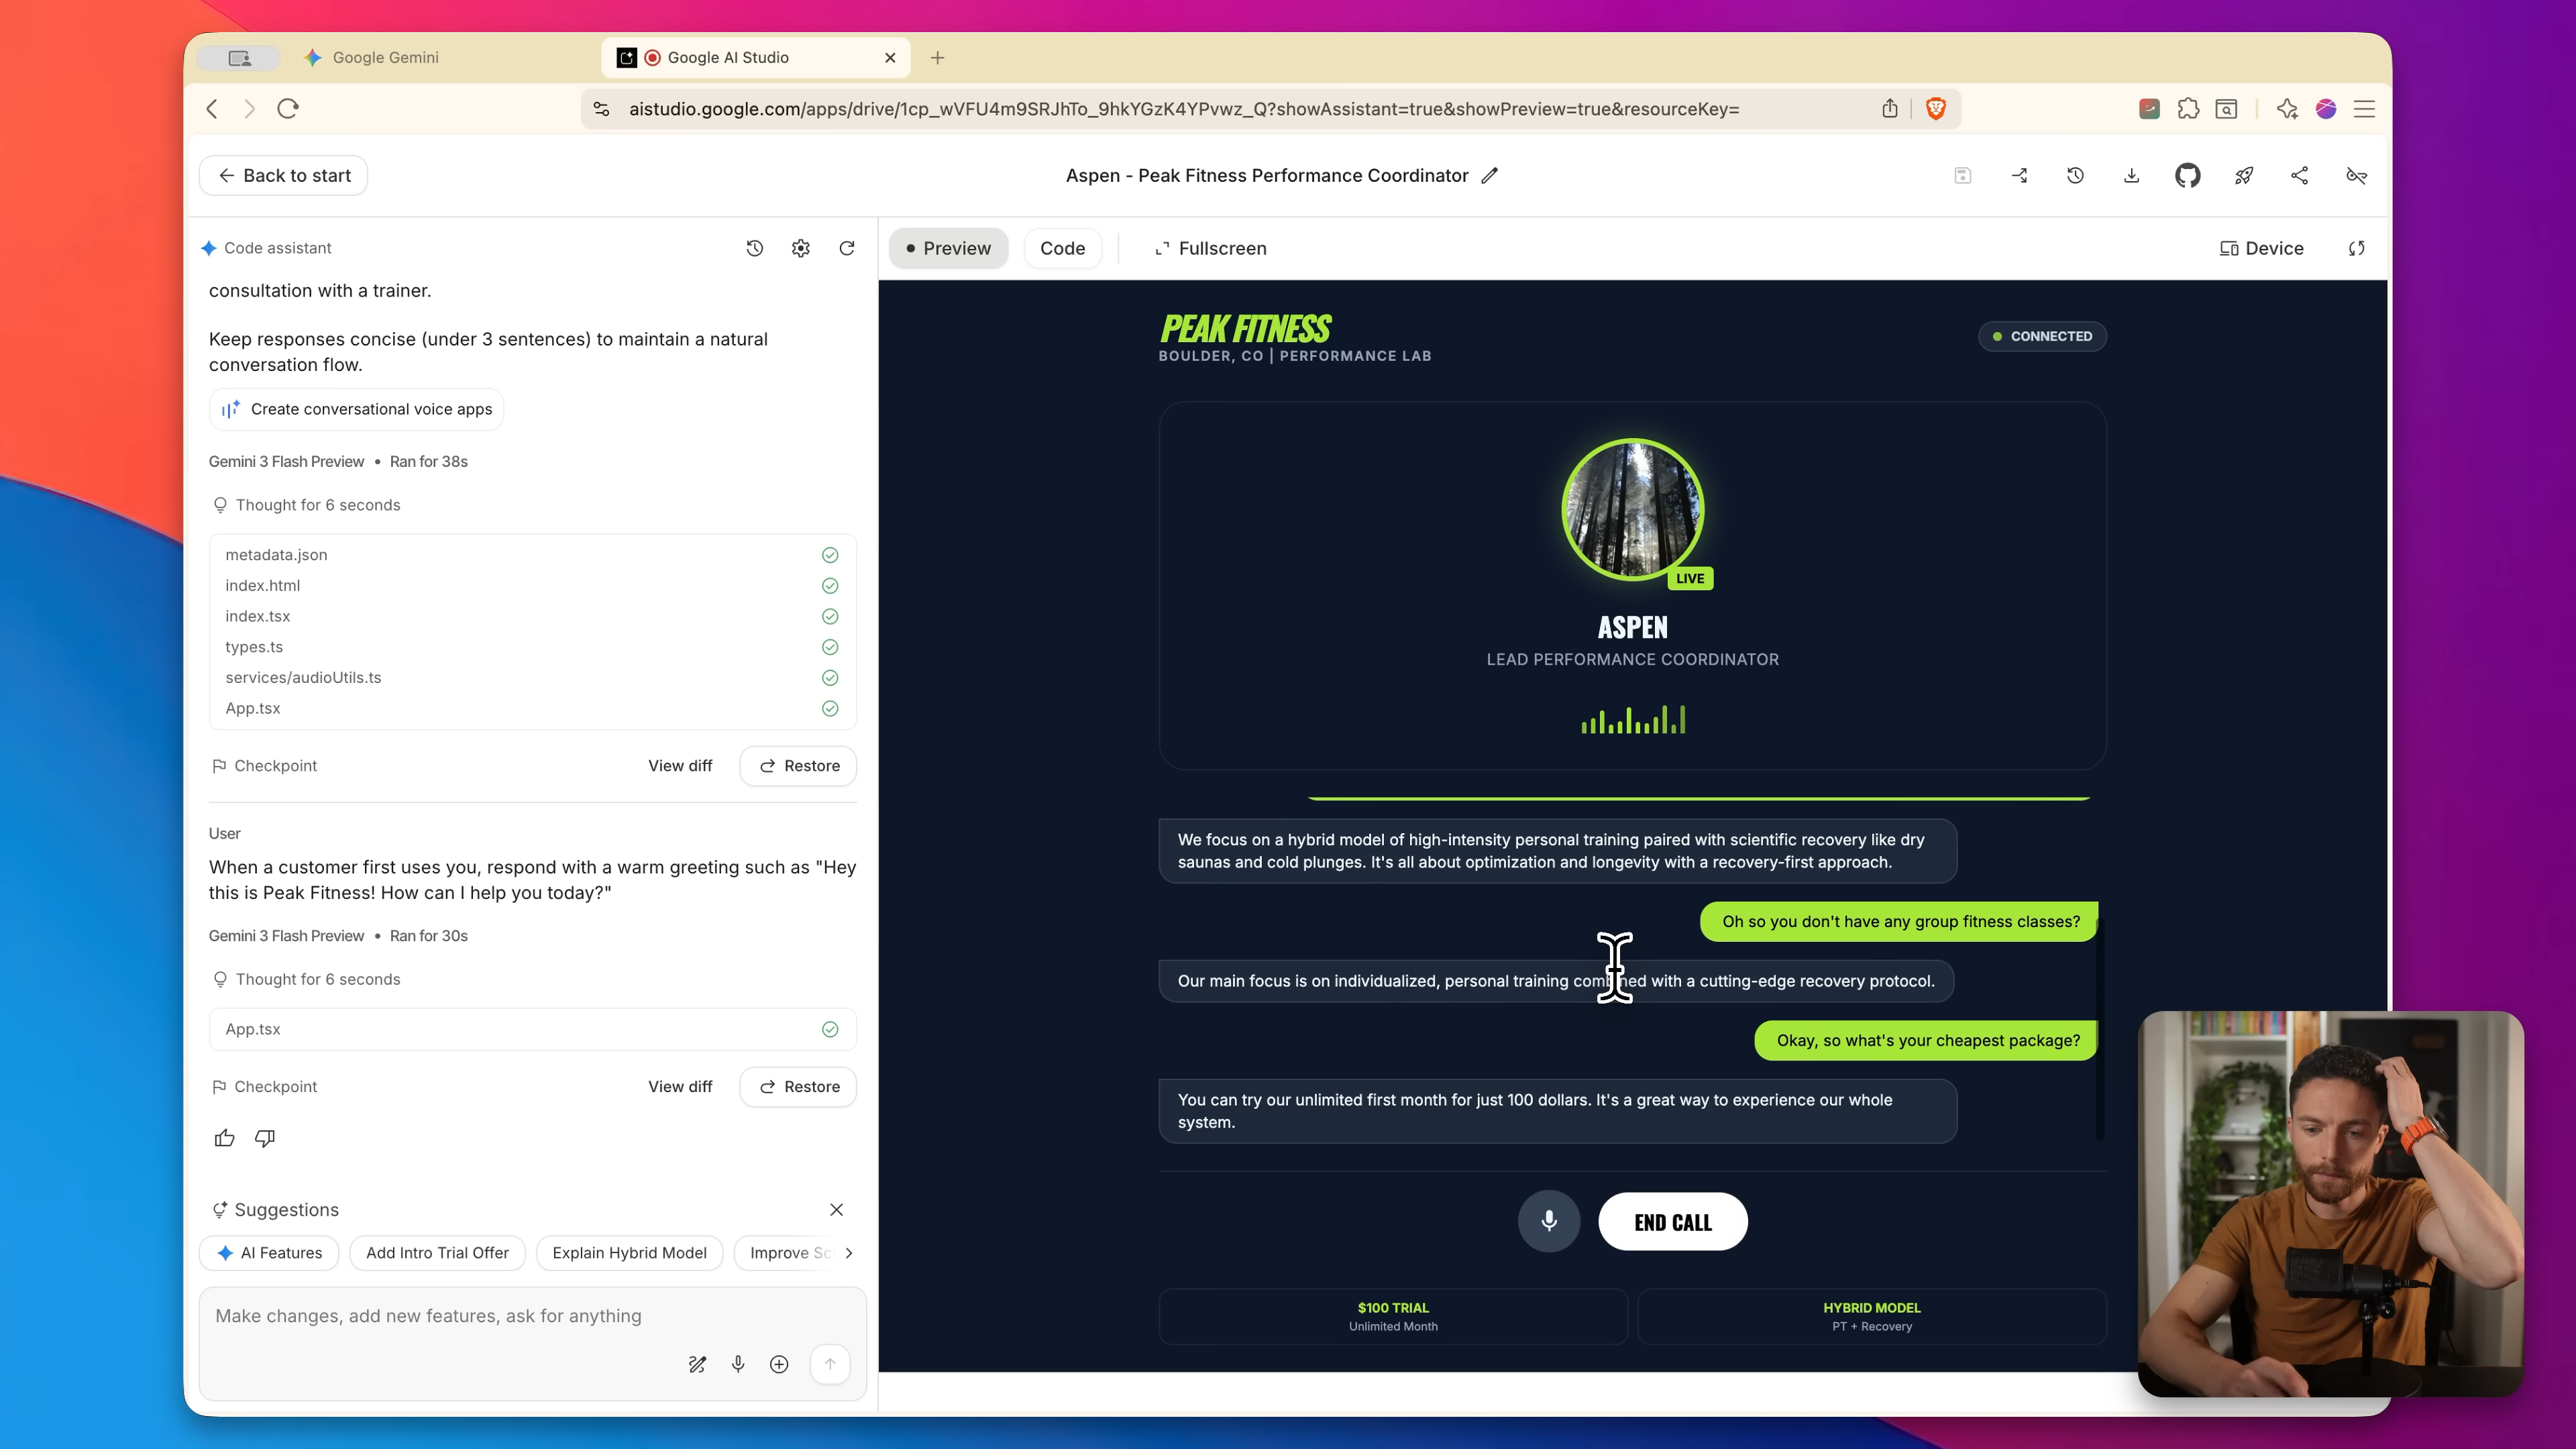 Google Gemini
Google AI Studio
aistudio.google.com/apps/drive/1cp_wVFU4m9SRJhTo_9hkYGzK4YPvwz_Q?showAssistant=true&showPreview=true&resourceKey=
Back to start
Aspen - Peak Fitness Performance Coordinator
Code assistant
consultation with a trainer.
Keep responses concise (under 3 sentences) to maintain a natural
conversation flow.
Create conversational voice apps
Gemini 3 Flash Preview • Ran for 38s
Thought for 6 seconds
metadata.json
index.html
index.tsx
types.ts
services/audioUtils.ts
App.tsx
Checkpoint
View diff
Restore
User
When a customer first uses you, respond with a warm greeting such as "Hey
this is Peak Fitness! How can I help you today?"
Gemini 3 Flash Preview • Ran for 30s
Thought for 6 seconds
App.tsx
Checkpoint
View diff
Restore
Suggestions
AI Features
Add Intro Trial Offer
Explain Hybrid Model
Improve Sc
Make changes, add new features, ask for anything
Preview
Code
Fullscreen
Device
PEAK FITNESS
BOULDER, CO | PERFORMANCE LAB
CONNECTED
LIVE
ASPEN
LEAD PERFORMANCE COORDINATOR
We focus on a hybrid model of high-intensity personal training paired with scientific recovery like dry
saunas and cold plunges. It's all about optimization and longevity with a recovery-first approach.
Oh so you don't have any group fitness classes?
Our main focus is on individualized, personal training combined with a cutting-edge recovery protocol.
Okay, so what's your cheapest package?
You can try our unlimited first month for just 100 dollars. It's a great way to experience our whole
system.
END CALL
$100 TRIAL
Unlimited Month
HYBRID MODEL
PT + Recovery